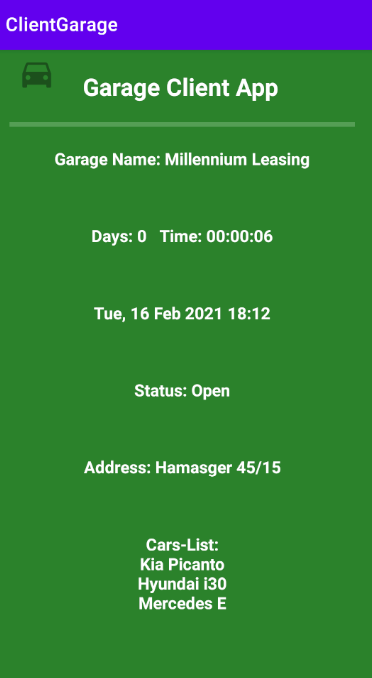 ClientGarage
Garage Client App
Garage Name: Millennium Leasing
Days: 0   Time: 00:00:06
Tue, 16 Feb 2021 18:12
Status: Open
Address: Hamasger 45/15
Cars-List:
Kia Picanto
Hyundai i30
Mercedes E